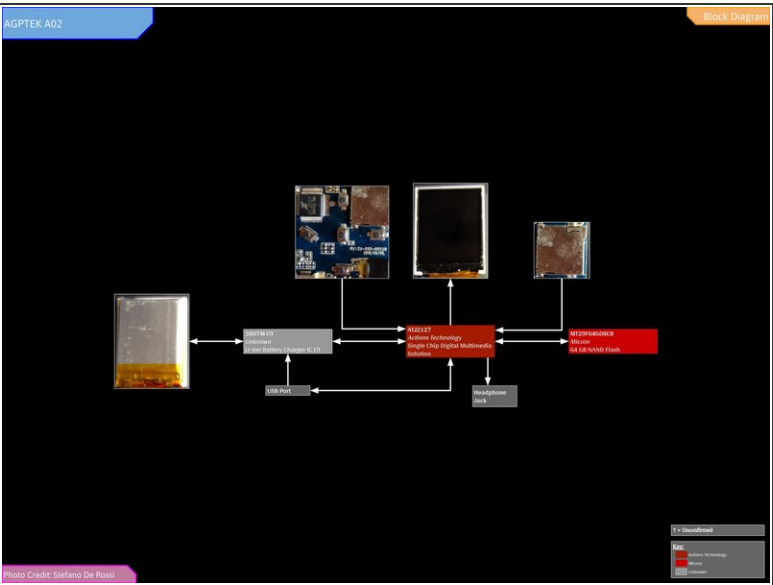 AGPTEK A02
Block Diagram
ATJ2127
Actions Technology
Single Chip Digital Multimedia
Solution
MT29F64G08CB
Micron
64 GB NAND Flash
Unknown
Li-Ion Battery Charger IC (?)
USB Port
Headphone
Jack
? = Unconfirmed
Key:
Actions Technology
Micron
Unknown
Photo Credit: Stefano De Rossi